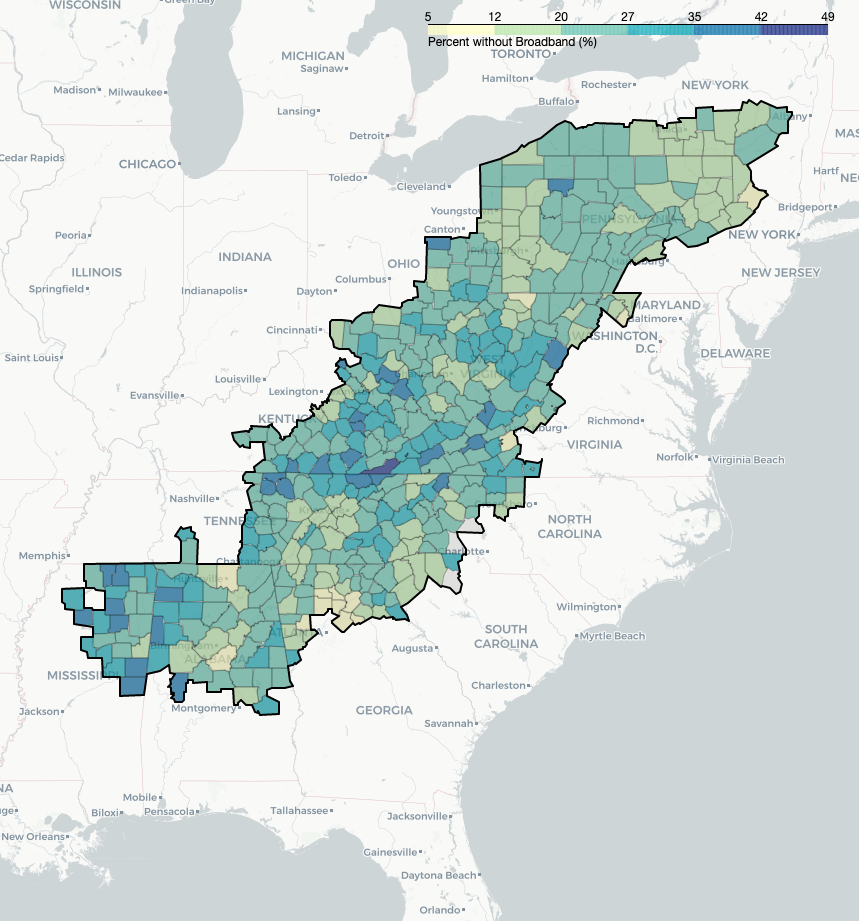 WISCONSIN
5 12 20 27 35 42 49
Percent without Broadband (%)
TORONTO
MICHIGAN
Saginaw
Hamilton
Rochester
NEW YORK
Madison
Milwaukee
Buffalo
Lansing
Albany
Detroit
MAS
Cedar Rapids
CHICAGO
Toledo
Cleveland
Hartf
NE
Youngstown
Bridgeport
PENNSYLVANIA
Canton
Peoria
NEW YORK
Pittsburgh
INDIANA
OHIO
Harrisburg
ILLINOIS
Columbus
NEW JERSEY
Springfield
Indianapolis
Dayton
MARYLAND
Baltimore
Cincinnati
WASHINGTON
D.C.
DELAWARE
Saint Louis
WEST
VIRGINIA
Louisville
Evansville
Lexington
KENTUC
Richmond
burg
VIRGINIA
Norfolk
Virginia Beach
Nashville
TENNESSEE
NORTH
CAROLINA
Memphis
Chattanooga
Charlotte
Huntsville
Wilmington
ATLANTA
SOUTH
CAROLINA
Myrtle Beach
Birmingham
Augusta
ALABAMA
MISSISSIPPI
Charleston
Jackson
Montgomery
GEORGIA
Savannah
NA
Mobile
Biloxi
Pensacola
Tallahassee
Jacksonville
New Orleans
Gainesville
Daytona Beach
Orlando